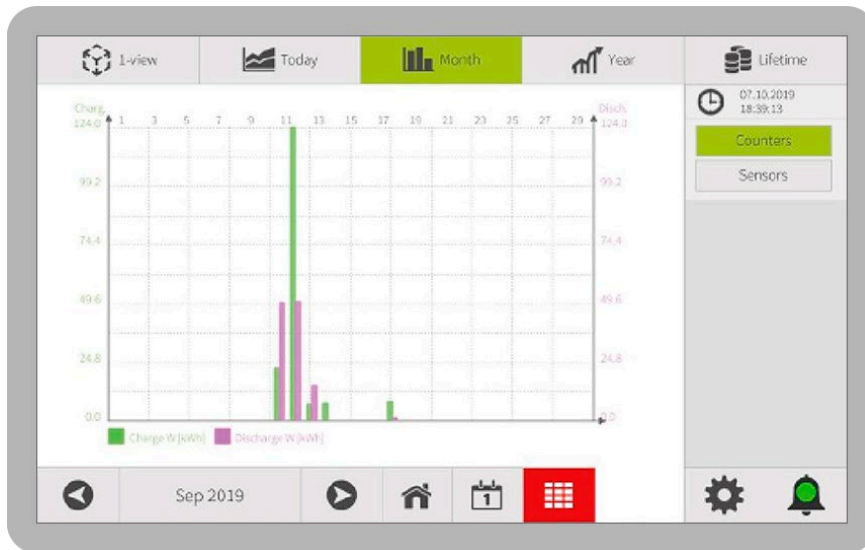 1-view
Today
Month
Year
Lifetime
07.10.2019
18:39:13
Counters
Sensors
Charg.
Disch.
124.0 1 3 5 7 9 11 13 15 17 19 21 23 25 27 29 124.0
99.2 99.2
74.4 74.4
49.6 49.6
24.8 24.8
0.0 0.0
Charge W [kWh] Discharge W [kWh]
Sep 2019
1